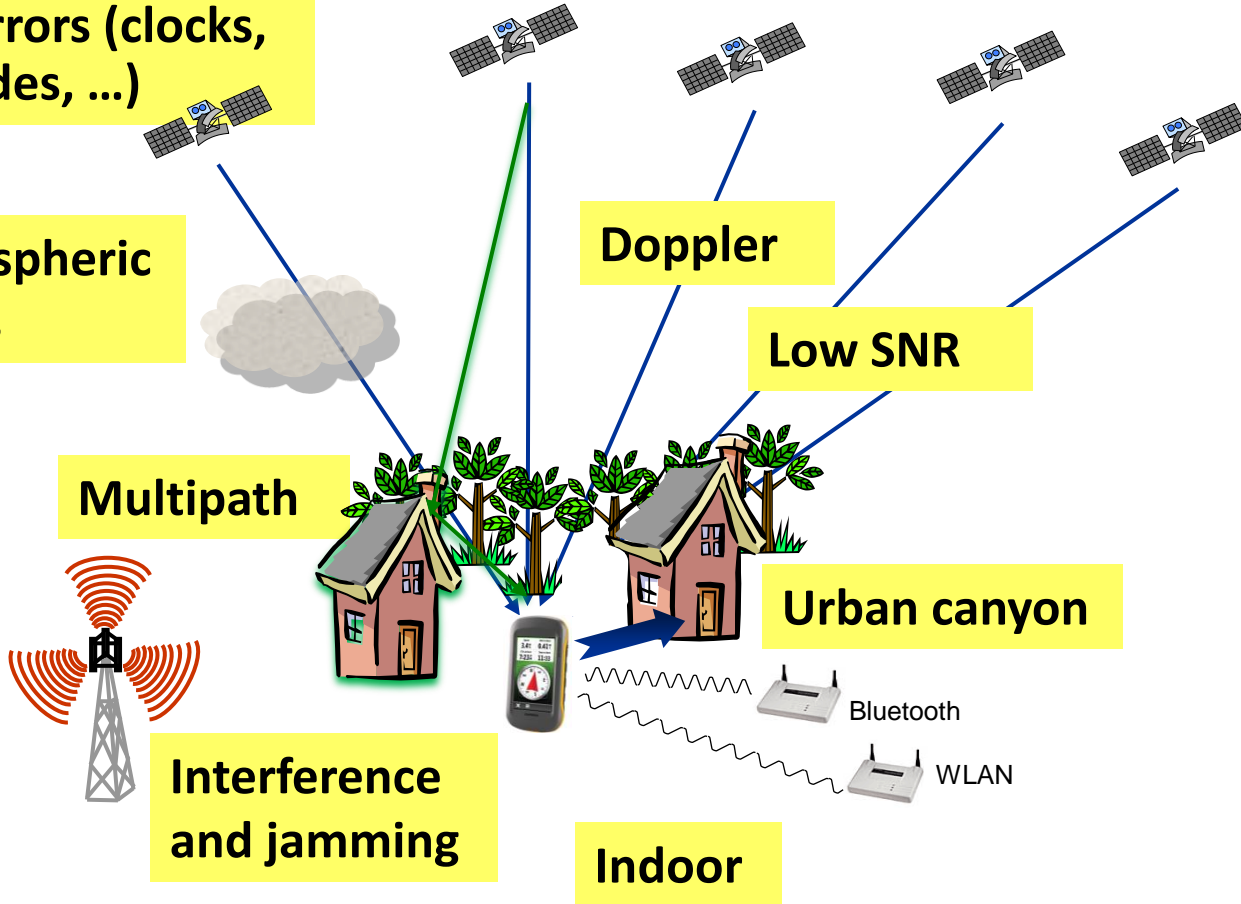 rrors (clocks,
des, …)
spheric
Doppler
Low SNR
Multipath
Urban canyon
Bluetooth
WLAN
Interference
and jamming
Indoor